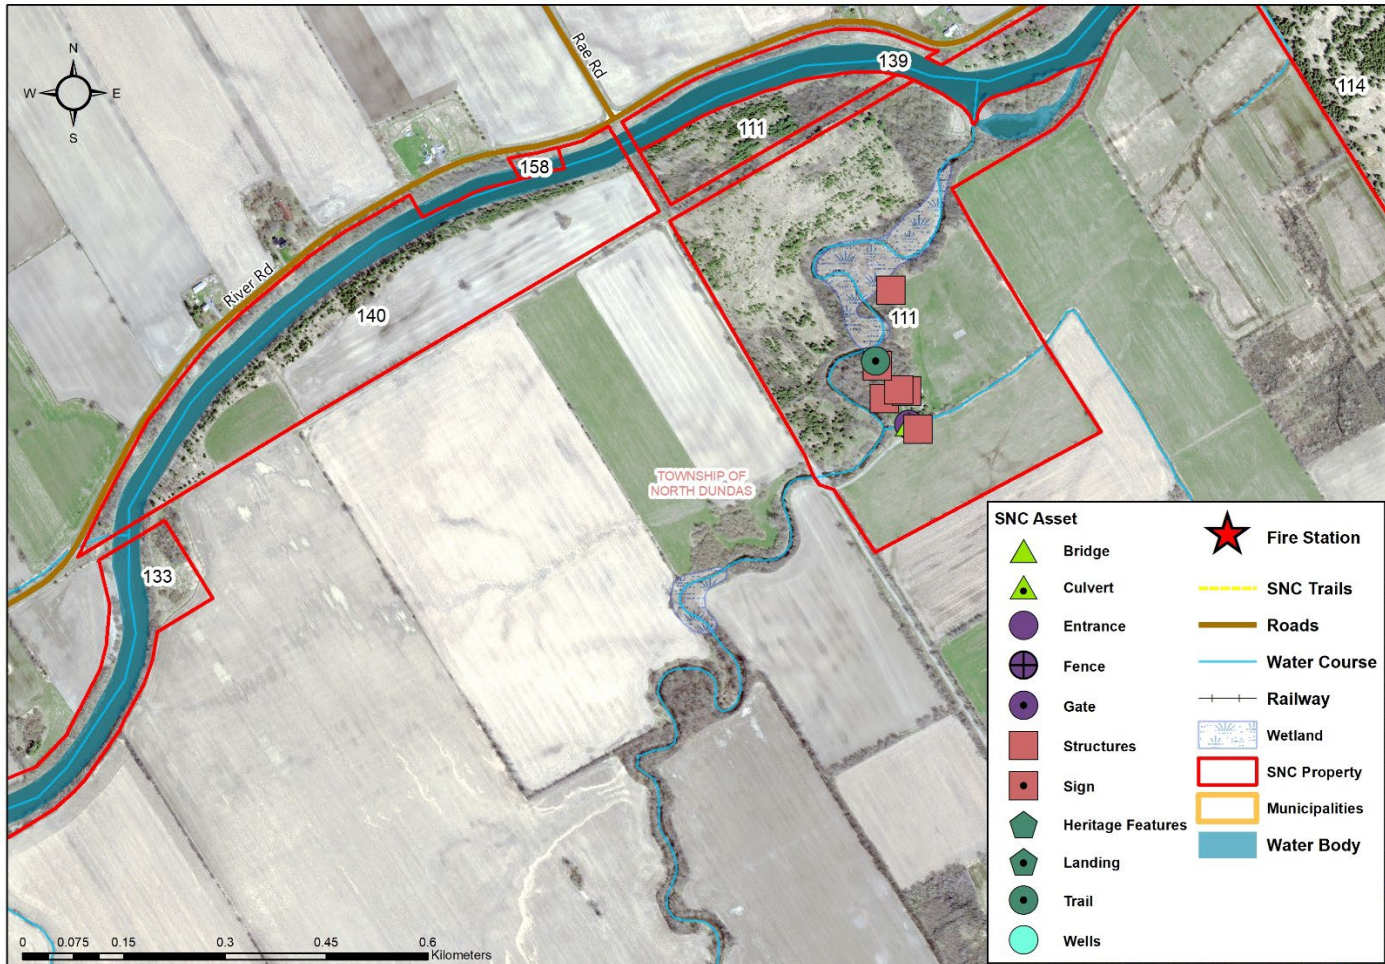 N
W E
S
Rae Rd
139
114
111
158
River Rd
140
111
TOWNSHIP OF
NORTH DUNDAS
133
SNC Asset
Bridge
Culvert
Entrance
Fence
Gate
Structures
Sign
Heritage Features
Landing
Trail
Wells
Fire Station
SNC Trails
Roads
Water Course
Railway
Wetland
SNC Property
Municipalities
Water Body
0 0.075 0.15 0.3 0.45 0.6
Kilometers